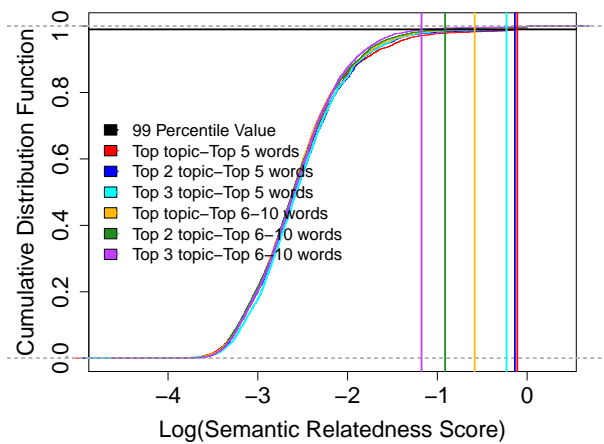 Cumulative Distribution Function
1.0
0.8
0.6
0.4
0.2
0.0
99 Percentile Value
Top topic−Top 5 words
Top 2 topic−Top 5 words
Top 3 topic−Top 5 words
Top topic−Top 6−10 words
Top 2 topic−Top 6−10 words
Top 3 topic−Top 6−10 words
−4 −3 −2 −1 0
Log(Semantic Relatedness Score)